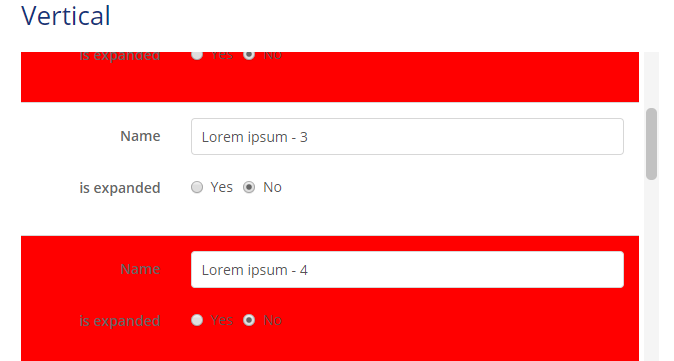 Vertical
is expanded Yes No
Name Lorem ipsum - 3
is expanded Yes No
Name Lorem ipsum - 4
is expanded Yes No